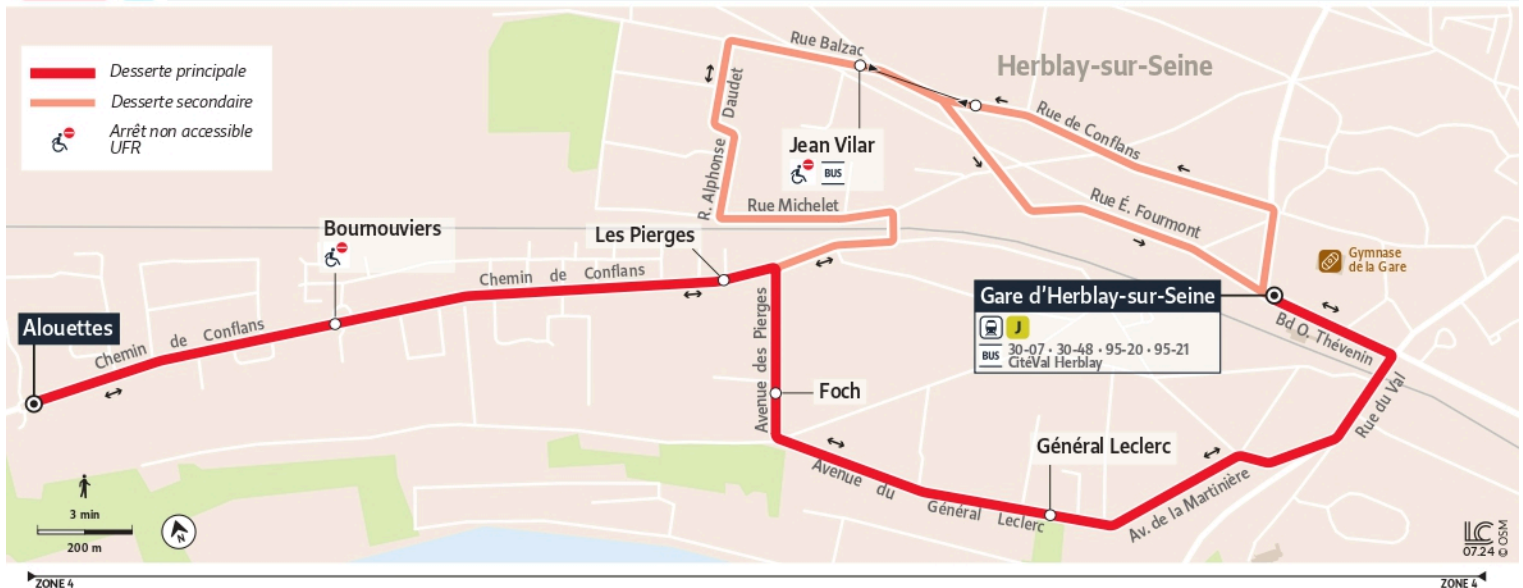 Desserte principale
Desserte secondaire
Arrêt non accessible
UFR
Rue Balzac
Herblay-sur-Seine
R. Alphonse Daudet
Rue de Conflans
Jean Vilar
BUS
Rue Michelet
Rue É. Fourmont
Bournouviers
Les Pierges
Chemin de Conflans
Gymnase
de la Gare
Gare d'Herblay-sur-Seine
J
BUS 30-07 • 30-48 • 95-20 • 95-21
CitéVal Herblay
Bd O. Thévenin
Alouettes
Chemin de Conflans
Avenue des Pierges
Foch
Rue du Val
Général Leclerc
Avenue du Général Leclerc
Av. de la Martinière
3 min
200 m
N
LC
07.24 © OSM
ZONE 4
ZONE 4